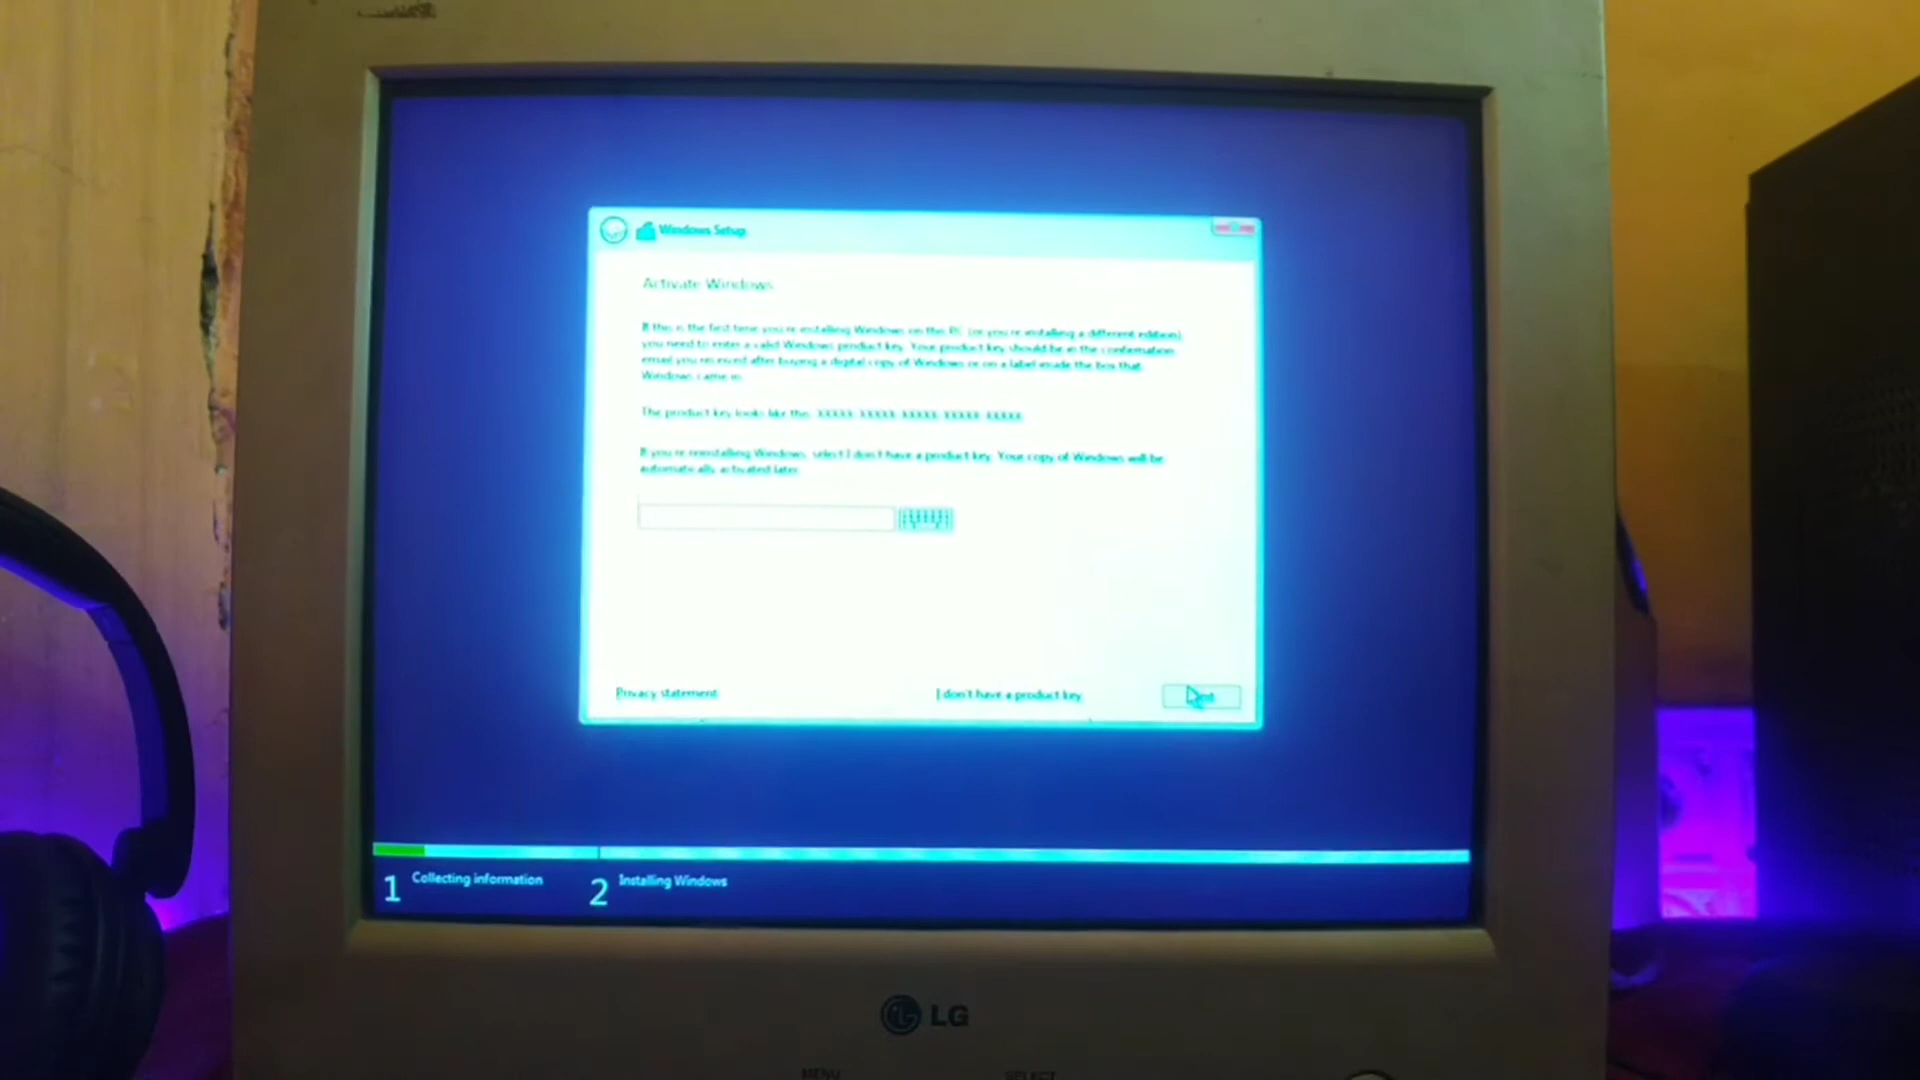 Windows Setup
Activate Windows
If this is the first time you're installing Windows on this PC (or you're installing a different edition),
you need to enter a valid Windows product key. Your product key should be in the confirmation
email you received after buying a digital copy of Windows or on a label inside the box that
Windows came in.
The product key looks like this: XXXXX-XXXXX-XXXXX-XXXXX-XXXXX
If you're reinstalling Windows, select I don't have a product key. Your copy of Windows will be
automatically activated later.
Privacy statement
I don't have a product key
1 Collecting information
2 Installing Windows
LG
MENU
SELECT